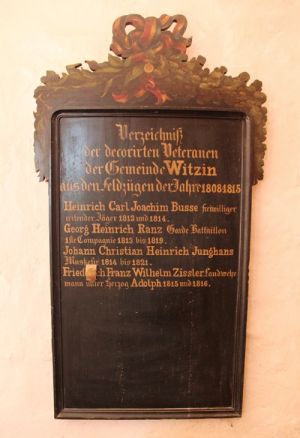 Verzeichniß
der decorirten Veteranen
der Gemeinde Witzin
aus den Feldzügen der Jahre 1808-1815
Heinrich Carl Joachim Busse freiwilliger
reitender Jäger 1813 und 1814.
Georg Heinrich Ranz Garde Battaillon
1ste Compagnie 1813 bis 1819.
Johann Christian Heinrich Junghans
Musketir 1814 bis 1821.
Friedrich Franz Wilhelm Zissler Landwehr
mann unter Herzog Adolph 1815 und 1816.